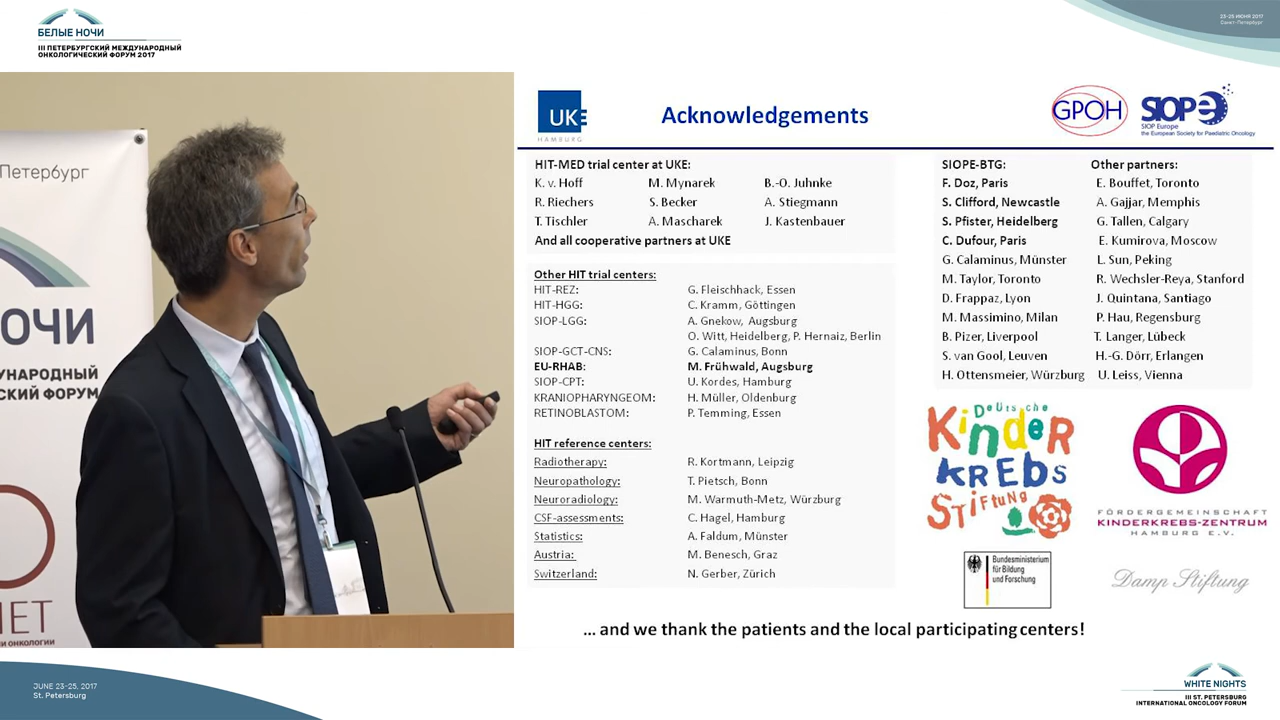 БЕЛЫЕ НОЧИ
III ПЕТЕРБУРГСКИЙ МЕЖДУНАРОДНЫЙ
ОНКОЛОГИЧЕСКИЙ ФОРУМ 2017
23-25 ИЮНЯ 2017
Санкт-Петербург
Петербург
НОЧИ
УНАРОДНЫЙ
СКИЙ ФОРУМ
НЕТ
И ОНКОЛОГИИ
UKE
HAMBURG
Acknowledgements
GPOH
SIOPe
SIOP Europe
the European Society for Paediatric Oncology
HIT-MED trial center at UKE:
K. v. Hoff M. Mynarek B.-O. Juhnke
R. Riechers S. Becker A. Stiegmann
T. Tischler A. Mascharek J. Kastenbauer
And all cooperative partners at UKE
Other HIT trial centers:
HIT-REZ: G. Fleischhack, Essen
HIT-HGG: C. Kramm, Göttingen
SIOP-LGG: A. Gnekow, Augsburg
O. Witt, Heidelberg, P. Hernaiz, Berlin
SIOP-GCT-CNS: G. Calaminus, Bonn
EU-RHAB: M. Frühwald, Augsburg
SIOP-CPT: U. Kordes, Hamburg
KRANIOPHARYNGEOM: H. Müller, Oldenburg
RETINOBLASTOM: P. Temming, Essen
HIT reference centers:
Radiotherapy: R. Kortmann, Leipzig
Neuropathology: T. Pietsch, Bonn
Neuroradiology: M. Warmuth-Metz, Würzburg
CSF-assessments: C. Hagel, Hamburg
Statistics: A. Faldum, Münster
Austria: M. Benesch, Graz
Switzerland: N. Gerber, Zürich
SIOPE-BTG: Other partners:
F. Doz, Paris E. Bouffet, Toronto
S. Clifford, Newcastle A. Gajjar, Memphis
S. Pfister, Heidelberg G. Tallen, Calgary
C. Dufour, Paris E. Kumirova, Moscow
G. Calaminus, Münster L. Sun, Peking
M. Taylor, Toronto R. Wechsler-Reya, Stanford
D. Frappaz, Lyon J. Quintana, Santiago
M. Massimino, Milan P. Hau, Regensburg
B. Pizer, Liverpool T. Langer, Lübeck
S. van Gool, Leuven H.-G. Dörr, Erlangen
H. Ottensmeier, Würzburg U. Leiss, Vienna
Deutsche
KinDER
KREBS
STiFTuNG
FÖRDERGEMEINSCHAFT
KINDERKREBS-ZENTRUM
HAMBURG E.V.
Bundesministerium
für Bildung
und Forschung
Damp Stiftung
... and we thank the patients and the local participating centers!
JUNE 23-25, 2017
St. Petersburg
WHITE NIGHTS
III ST. PETERSBURG
INTERNATIONAL ONCOLOGY FORUM